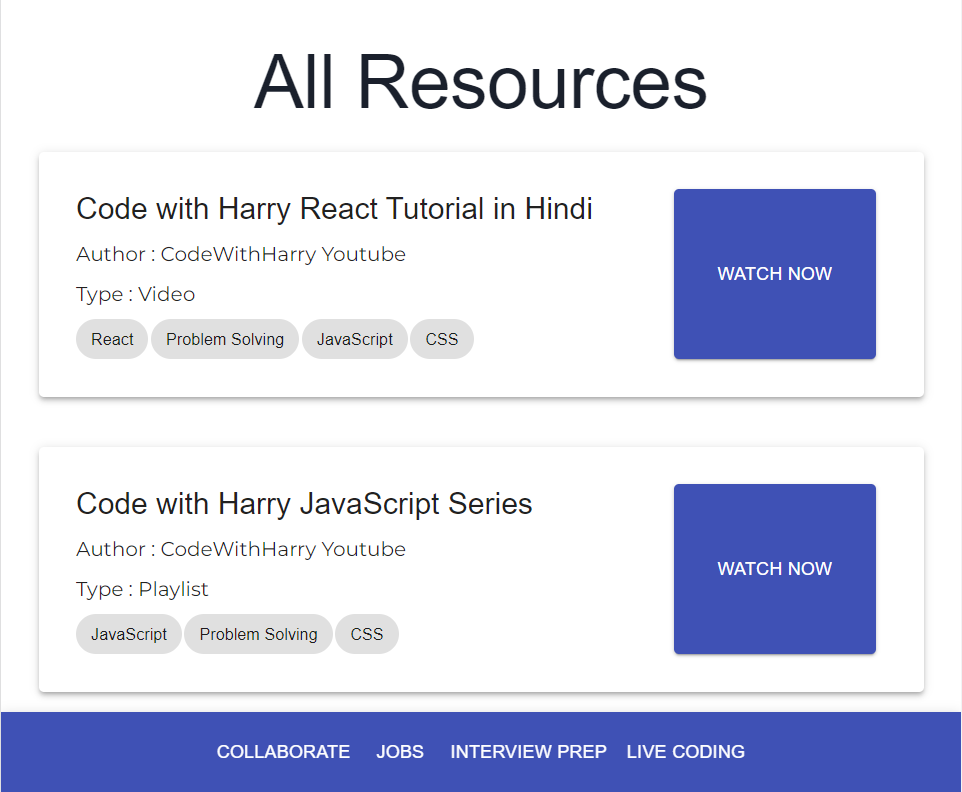 All Resources
Code with Harry React Tutorial in Hindi
Author : CodeWithHarry Youtube
Type : Video
React Problem Solving JavaScript CSS
WATCH NOW
Code with Harry JavaScript Series
Author : CodeWithHarry Youtube
Type : Playlist
JavaScript Problem Solving CSS
WATCH NOW
COLLABORATE JOBS INTERVIEW PREP LIVE CODING